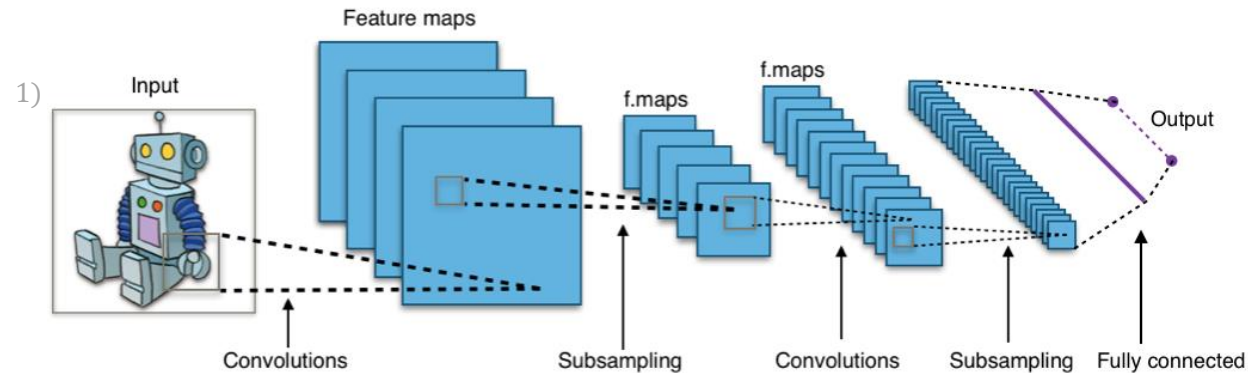 Feature maps
1)
Input
f.maps
f.maps
Output
Convolutions
Subsampling
Convolutions
Subsampling
Fully connected